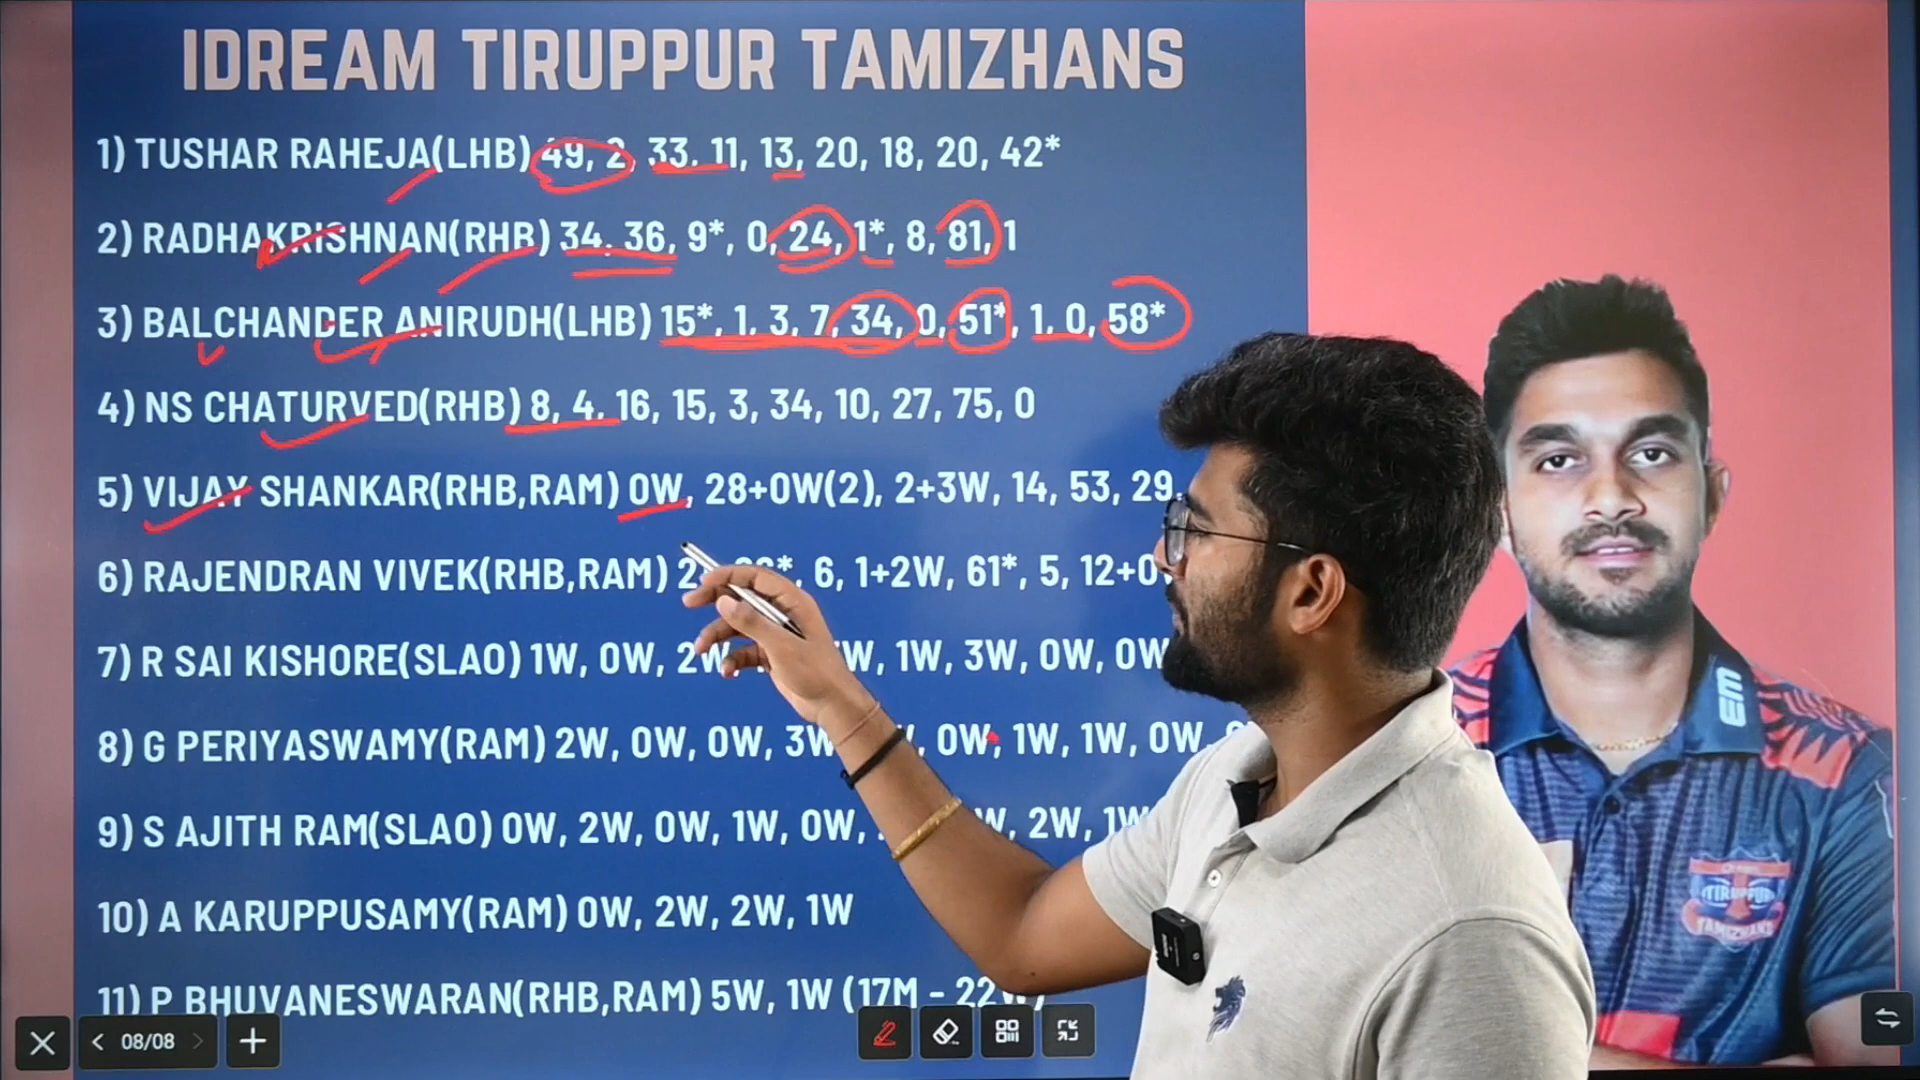 IDREAM TIRUPPUR TAMIZHANS
1) TUSHAR RAHEJA(LHB) 49, 2, 33, 11, 13, 20, 18, 20, 42*
2) RADHAKRISHNAN(RHB) 34, 36, 9*, 0, 24, 1*, 8, 81, 1
3) BALCHANDER ANIRUDH(LHB) 15*, 1, 3, 7, 34, 0, 51*, 1, 0, 58*
4) NS CHATURVED(RHB) 8, 4, 16, 15, 3, 34, 10, 27, 75, 0
5) VIJAY SHANKAR(RHB,RAM) 0W, 28+0W(2), 2+3W, 14, 53, 29,
6) RAJENDRAN VIVEK(RHB,RAM) 6, 1+2W, 61*, 5,
7) R SAI KISHORE(SLAO) 1W, 0W, 1W, 3W, 0W, 0W
8) G PERIYASWAMY(RAM) 2W, 0W, 0W, 0W, 1W, 1W, 0W,
9) S AJITH RAM(SLAO) 0W, 2W, 0W, 1W, 0W, 2W,
10) A KARUPPUSAMY(RAM) 0W, 2W, 2W, 1W
11) P BHUVANESWARAN(RHB,RAM) 5W, 1W (17M -
08/08
EM
TIRUPPUR
TAMIZHANS